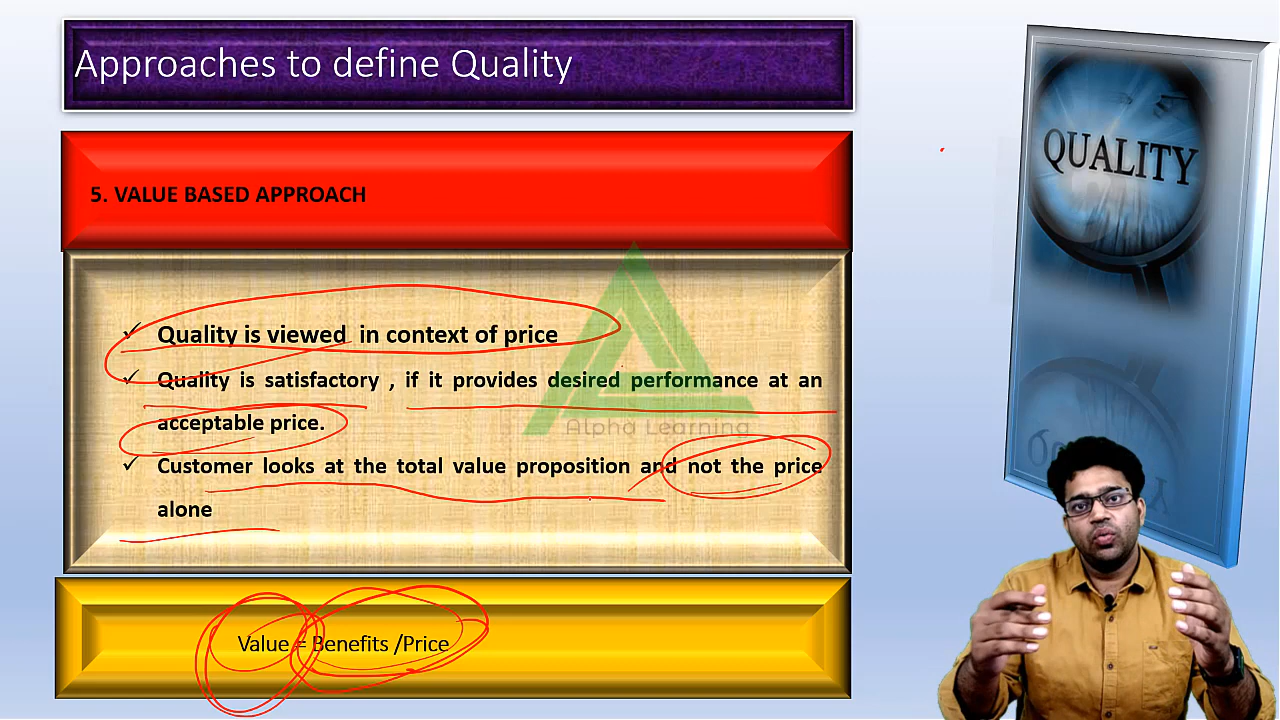 Approaches to define Quality
QUALITY
5. VALUE BASED APPROACH
✓ Quality is viewed in context of price
✓ Quality is satisfactory , if it provides desired performance at an
acceptable price.
Alpha Learning
✓ Customer looks at the total value proposition and not the price
alone
Value = Benefits /Price